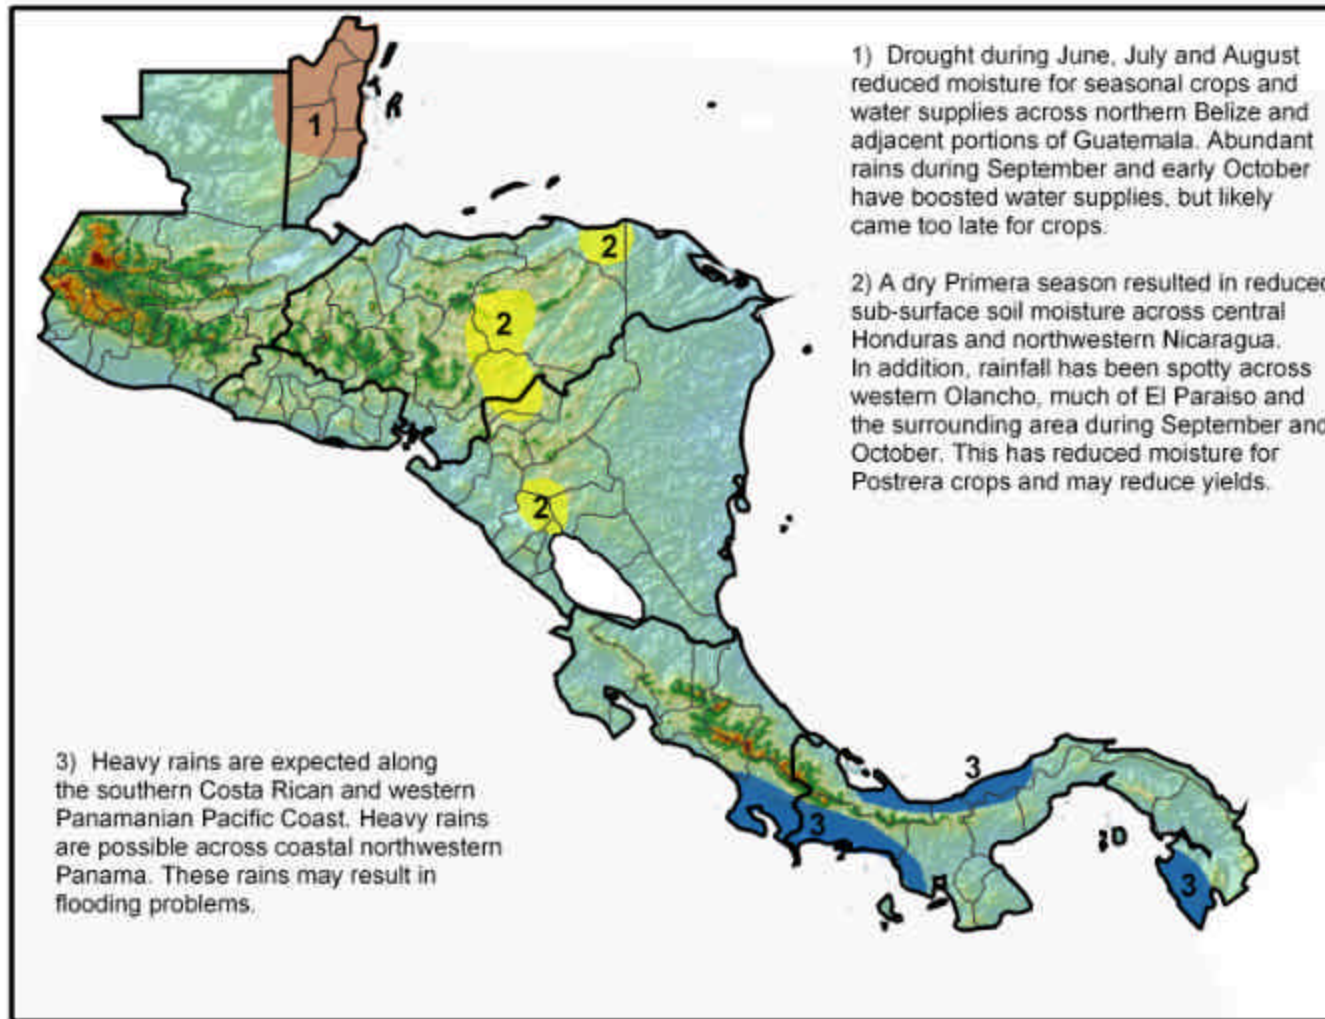 1) Drought during June, July and August
reduced moisture for seasonal crops and
water supplies across northern Belize and
adjacent portions of Guatemala. Abundant
rains during September and early October
have boosted water supplies, but likely
came too late for crops.
2) A dry Primera season resulted in reduced
sub-surface soil moisture across central
Honduras and northwestern Nicaragua.
In addition, rainfall has been spotty across
western Olancho, much of El Paraiso and
the surrounding area during September and
October. This has reduced moisture for
Postrera crops and may reduce yields.
1
2
2
2
3
3
3
3) Heavy rains are expected along
the southern Costa Rican and western
Panamanian Pacific Coast. Heavy rains
are possible across coastal northwestern
Panama. These rains may result in
flooding problems.